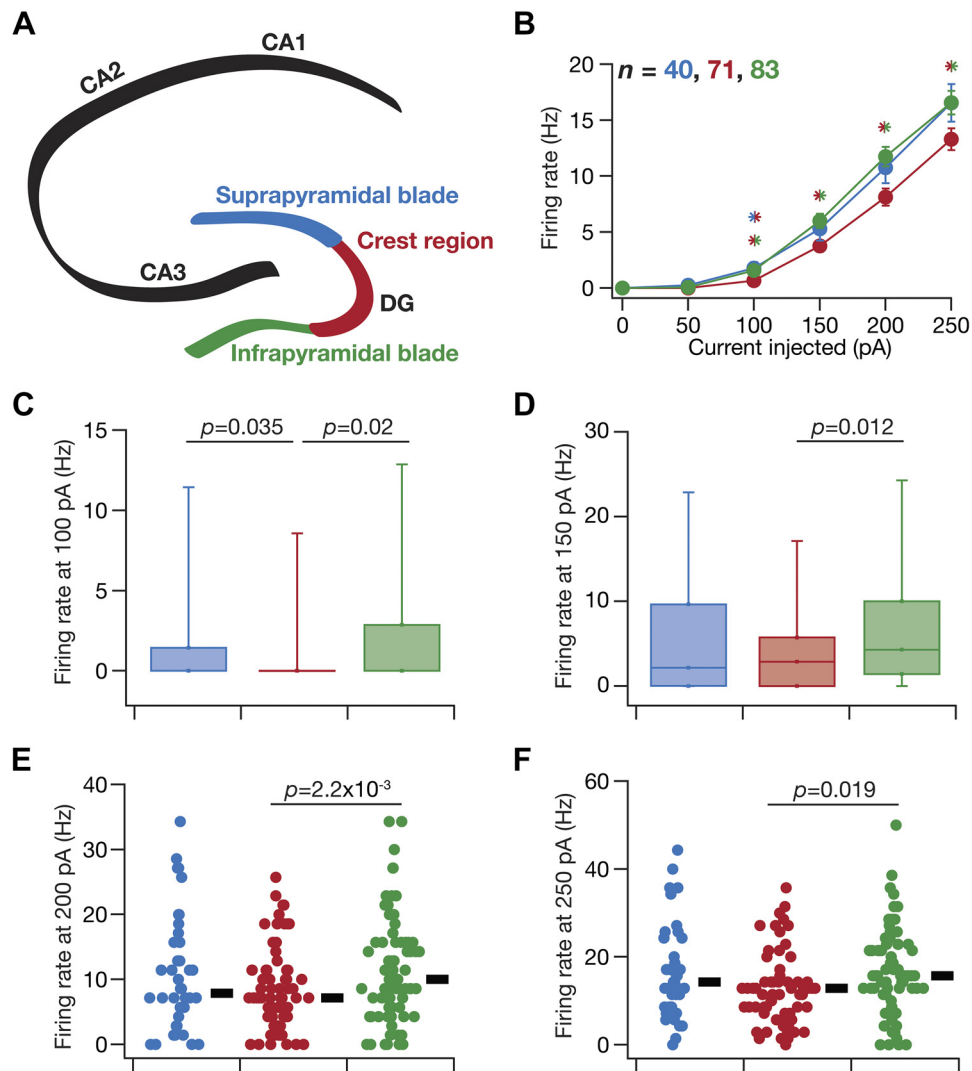 A
CA1
CA2
Suprapyramidal blade
Crest region
CA3
DG
Infrapyramidal blade
B
n = 40, 71, 83
Firing rate (Hz)
20
15
10
5
0
0 50 100 150 200 250
Current injected (pA)
C
p=0.035 p=0.02
Firing rate at 100 pA (Hz)
15
10
5
0
D
p=0.012
Firing rate at 150 pA (Hz)
30
20
10
0
E
p=2.2x10⁻³
Firing rate at 200 pA (Hz)
40
30
20
10
0
F
p=0.019
Firing rate at 250 pA (Hz)
60
40
20
0